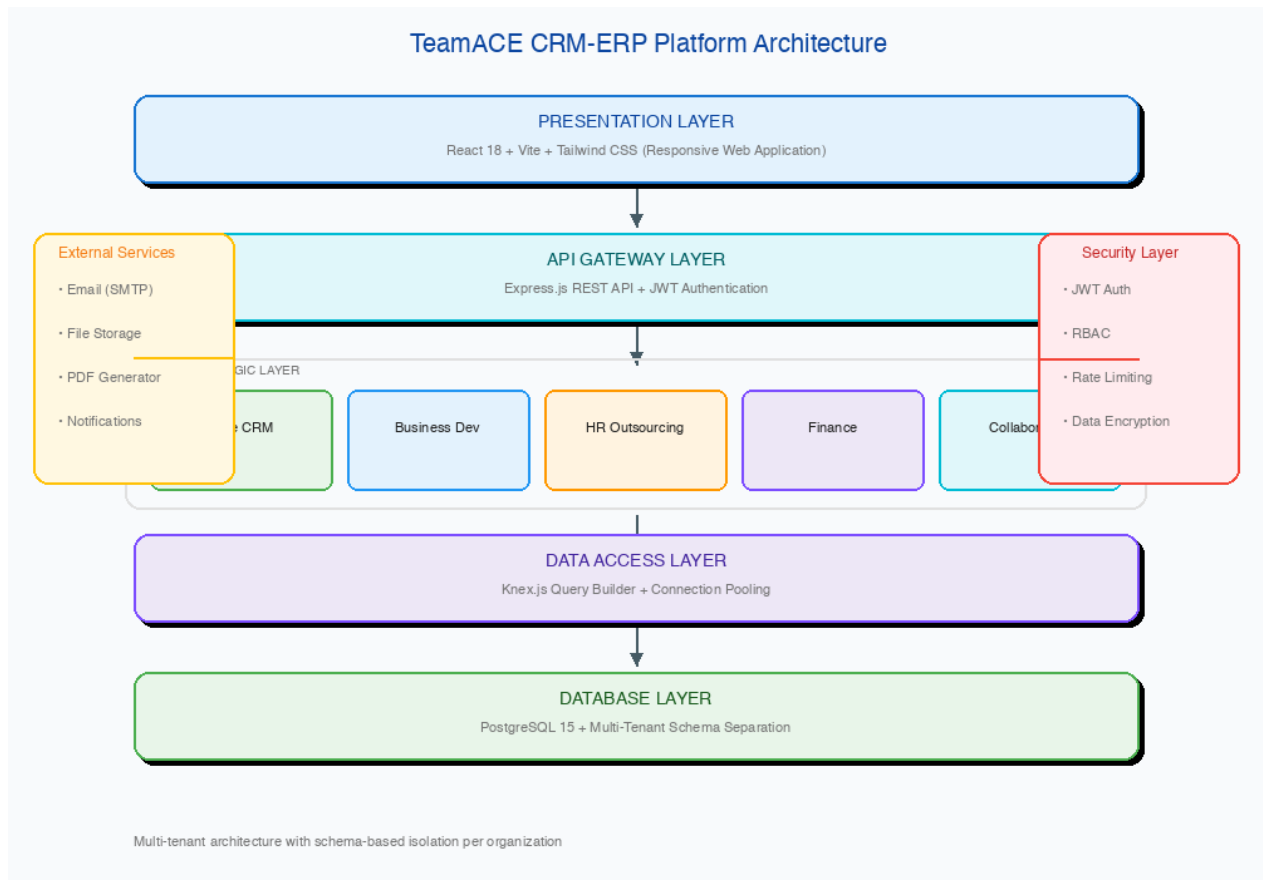 TeamACE CRM-ERP Platform Architecture
PRESENTATION LAYER
React 18 + Vite + Tailwind CSS (Responsive Web Application)
External Services
• Email (SMTP)
• File Storage
• PDF Generator
• Notifications
API GATEWAY LAYER
Express.js REST API + JWT Authentication
Security Layer
• JWT Auth
• RBAC
• Rate Limiting
• Data Encryption
LAYER
CRM
Business Dev
HR Outsourcing
Finance
DATA ACCESS LAYER
Knex.js Query Builder + Connection Pooling
DATABASE LAYER
PostgreSQL 15 + Multi-Tenant Schema Separation
Multi-tenant architecture with schema-based isolation per organization